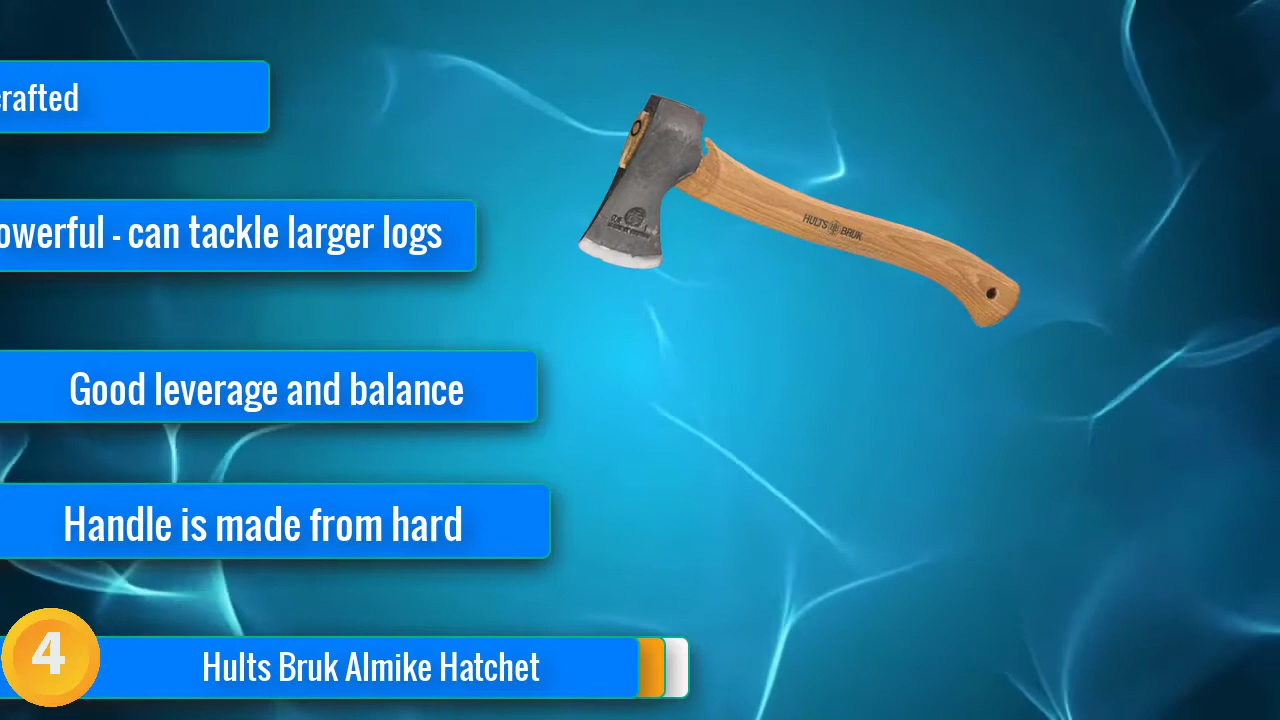 crafted
owerful - can tackle larger logs
HULTS BRUK
Good leverage and balance
Handle is made from hard
4
Hults Bruk Almike Hatchet